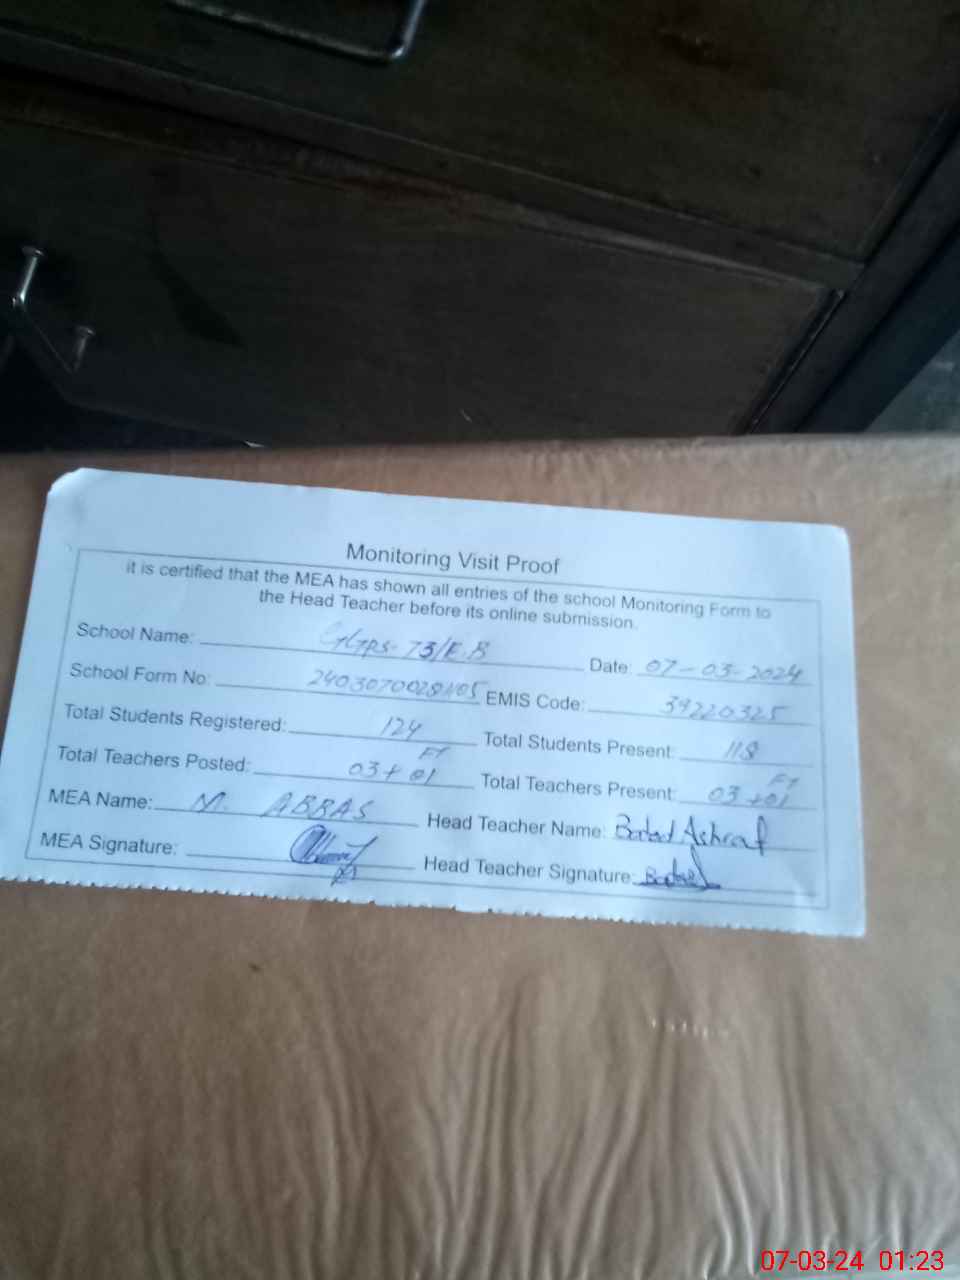 Monitoring Visit Proof
it is certified that the MEA has shown all entries of the school Monitoring Form to
the Head Teacher before its online submission.
School Name: GGPS- 73/E.B Date: 07-03-2024
School Form No: EMIS Code: 39220325
Total Students Registered: 124 Total Students Present: 118
Total Teachers Posted: 03+01 FT Total Teachers Present: 03+01 FT
MEA Name: M. ABBAS Head Teacher Name: Ashraf
MEA Signature: Head Teacher Signature:
07-03-24 01:23